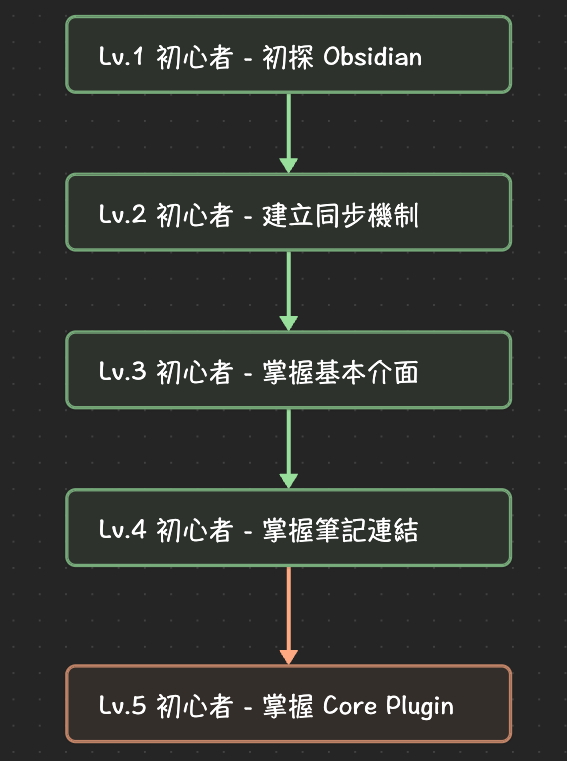 Lv.1 初心者 - 初探 Obsidian
Lv.2 初心者 - 建立同步機制
Lv.3 初心者 - 掌握基本介面
Lv.4 初心者 - 掌握筆記連結
Lv.5 初心者 - 掌握 Core Plugin